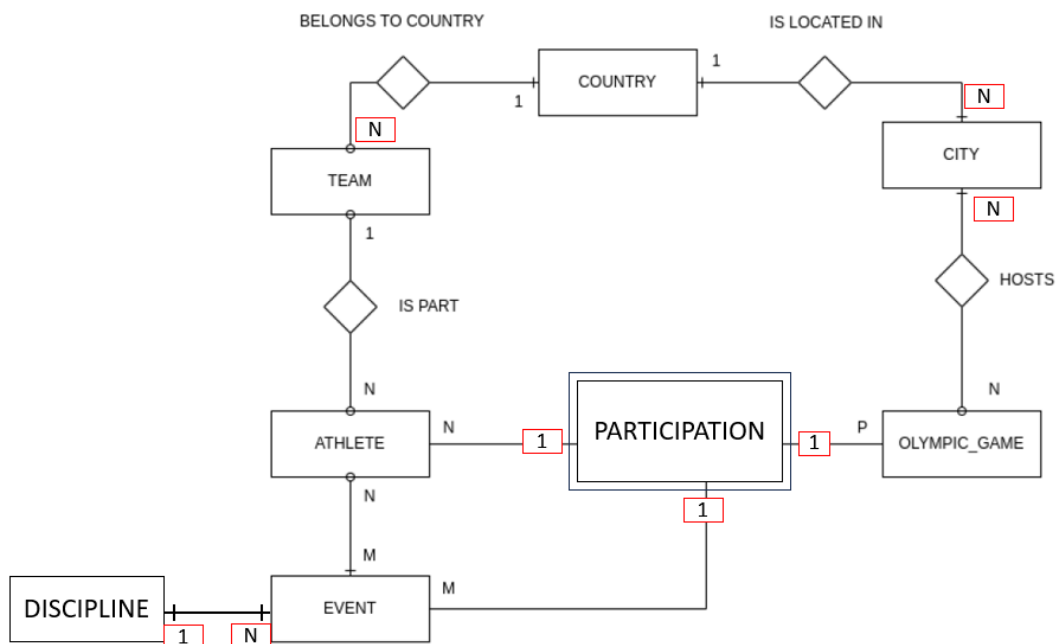 BELONGS TO COUNTRY
IS LOCATED IN
1
COUNTRY
1
N
N
CITY
TEAM
N
1
HOSTS
IS PART
N
N
N
1
PARTICIPATION
1
P
ATHLETE
OLYMPIC_GAME
N
1
M
M
DISCIPLINE
EVENT
1
N